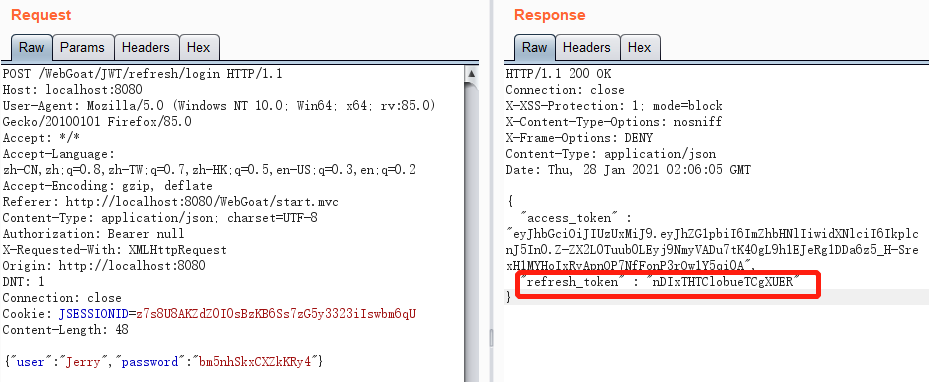 Request
Raw
Params
Headers
Hex
POST /WebGoat/JWT/refresh/login HTTP/1.1
Host: localhost:8080
User-Agent: Mozilla/5.0 (Windows NT 10.0; Win64; x64; rv:85.0)
Gecko/20100101 Firefox/85.0
Accept: */*
Accept-Language:
zh-CN,zh;q=0.8,zh-TW;q=0.7,zh-HK;q=0.5,en-US;q=0.3,en;q=0.2
Accept-Encoding: gzip, deflate
Referer: http://localhost:8080/WebGoat/start.mvc
Content-Type: application/json; charset=UTF-8
Authorization: Bearer null
X-Requested-With: XMLHttpRequest
Origin: http://localhost:8080
DNT: 1
Connection: close
Cookie: JSESSIONID=z7s8U8AKZdZOIOsBzKB6Ss7zG5y3323iIswbm6qU
Content-Length: 48
{"user":"Jerry","password":"bm5nhSkxCXZkKRy4"}
Response
Raw
Headers
Hex
HTTP/1.1 200 OK
Connection: close
X-XSS-Protection: 1; mode=block
X-Content-Type-Options: nosniff
X-Frame-Options: DENY
Content-Type: application/json
Date: Thu, 28 Jan 2021 02:06:05 GMT
{
"access_token" :
"eyJhbGciOiJIUzUxMiJ9.eyJhZG1pbiI6ImZhbHNlIiwidXNlciI6Ikplc
nJ5In0.Z-ZX2L0TuubOLEyj9NmyVADu7tK40gL9h1EJeRg1DDa6z5_H-Sre
xH1MYHoIxRyApnOP7NfFonP3rOw1Y5qi0A",
"refresh_token" : "nDIxTHTClobueTCgXUER"
}